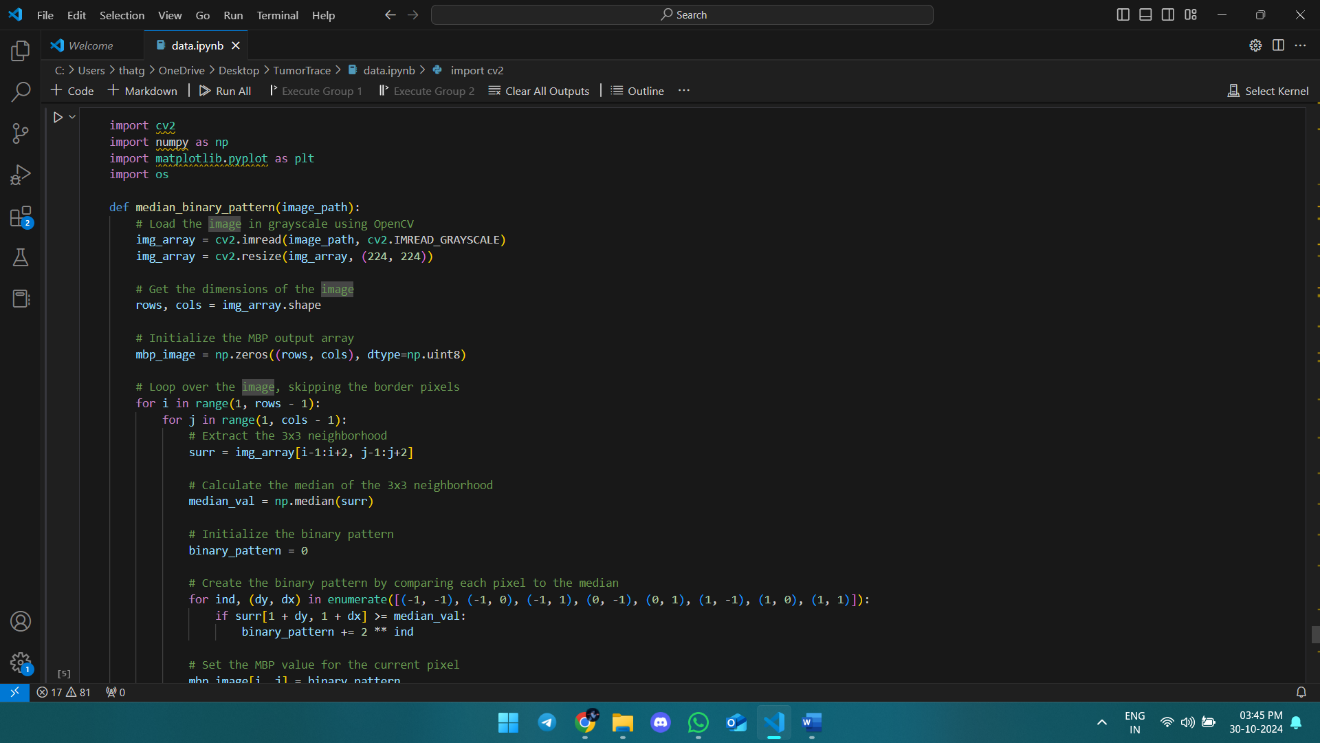 File Edit Selection View Go Run Terminal Help Search
Welcome data.ipynb
C: > Users > thatg > OneDrive > Desktop > TumorTrace > data.ipynb > import cv2
+ Code + Markdown Run All Execute Group 1 Execute Group 2 Clear All Outputs Outline ... Select Kernel
import cv2
import numpy as np
import matplotlib.pyplot as plt
import os
def median_binary_pattern(image_path):
# Load the image in grayscale using OpenCV
img_array = cv2.imread(image_path, cv2.IMREAD_GRAYSCALE)
img_array = cv2.resize(img_array, (224, 224))
# Get the dimensions of the image
rows, cols = img_array.shape
# Initialize the MBP output array
mbp_image = np.zeros((rows, cols), dtype=np.uint8)
# Loop over the image, skipping the border pixels
for i in range(1, rows - 1):
for j in range(1, cols - 1):
# Extract the 3x3 neighborhood
surr = img_array[i-1:i+2, j-1:j+2]
# Calculate the median of the 3x3 neighborhood
median_val = np.median(surr)
# Initialize the binary pattern
binary_pattern = 0
# Create the binary pattern by comparing each pixel to the median
for ind, (dy, dx) in enumerate([(-1, -1), (-1, 0), (-1, 1), (0, -1), (0, 1), (1, -1), (1, 0), (1, 1)]):
if surr[1 + dy, 1 + dx] >= median_val:
binary_pattern += 2 ** ind
# Set the MBP value for the current pixel
[5]
mbp_image[i, j] = binary_pattern
2
1
17 81 0
ENG
IN
03:45 PM
30-10-2024